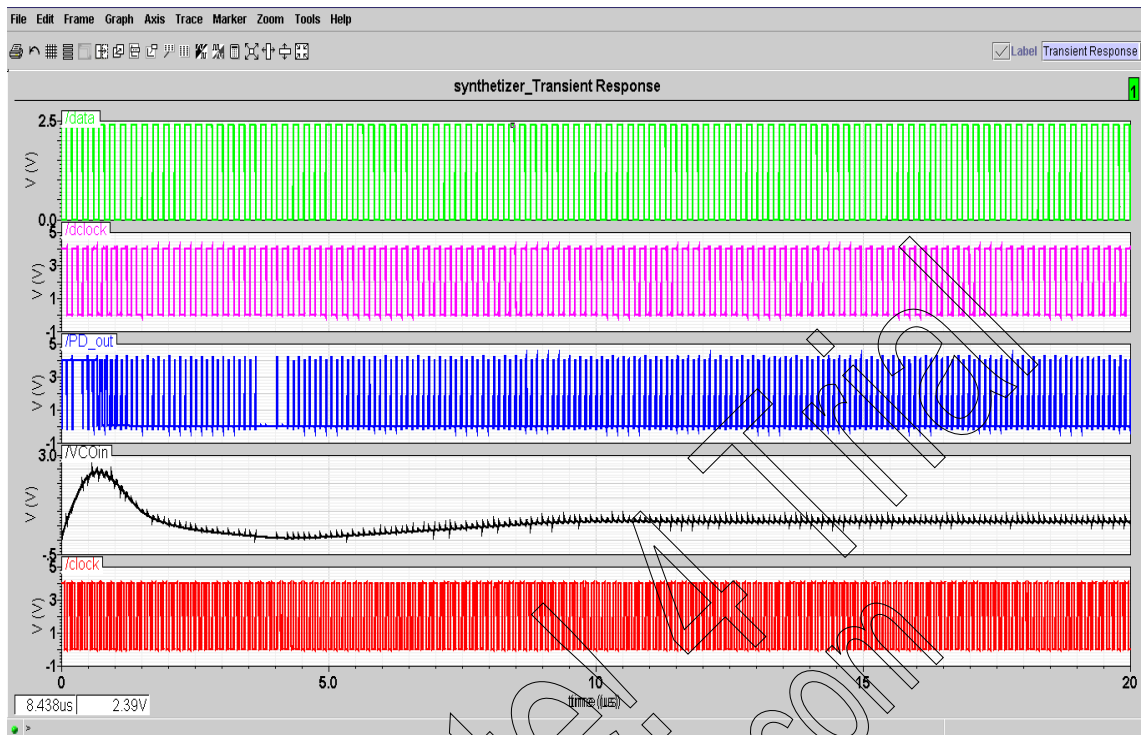 File Edit Frame Graph Axis Trace Marker Zoom Tools Help
Label Transient Response
synthetizer_Transient Response
1
2.5
/data
V (V)
0.0
5
/dclock
3
V (V)
1
-1
5
/PD_out
3
V (V)
1
-1
3.0
/VCOin
V (V)
-.5
5
/clock
3
V (V)
1
-1
0 5.0 10 15 20
time (us)
8.438us 2.39V
>
Trial